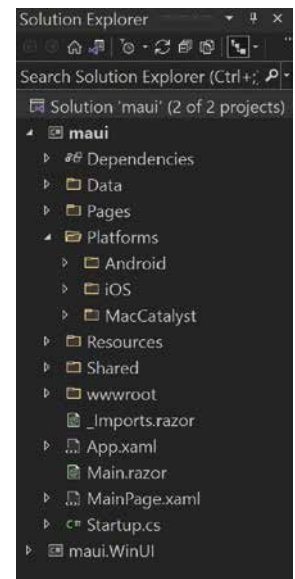 Solution Explorer
Search Solution Explorer (Ctrl+;
Solution 'maui' (2 of 2 projects)
maui
Dependencies
Data
Pages
Platforms
Android
iOS
MacCatalyst
Resources
Shared
wwwroot
_Imports.razor
App.xaml
Main.razor
MainPage.xaml
C# Startup.cs
maui.WinUI